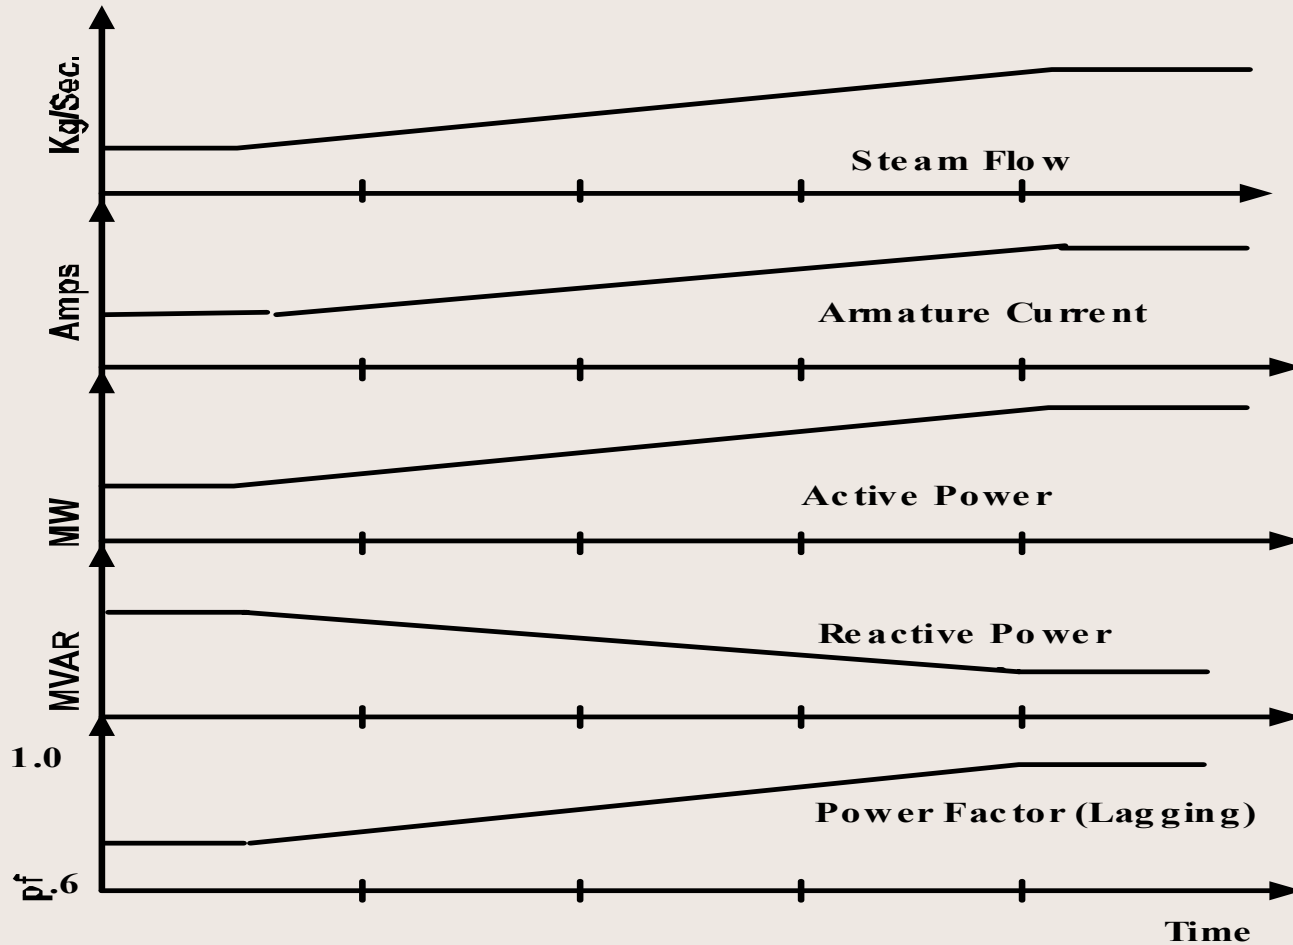 Kg/Sec.
Steam Flow
Amps
Armature Current
MW
Active Power
MVAR
Reactive Power
1.0
Power Factor (Lagging)
pf
.6
Time